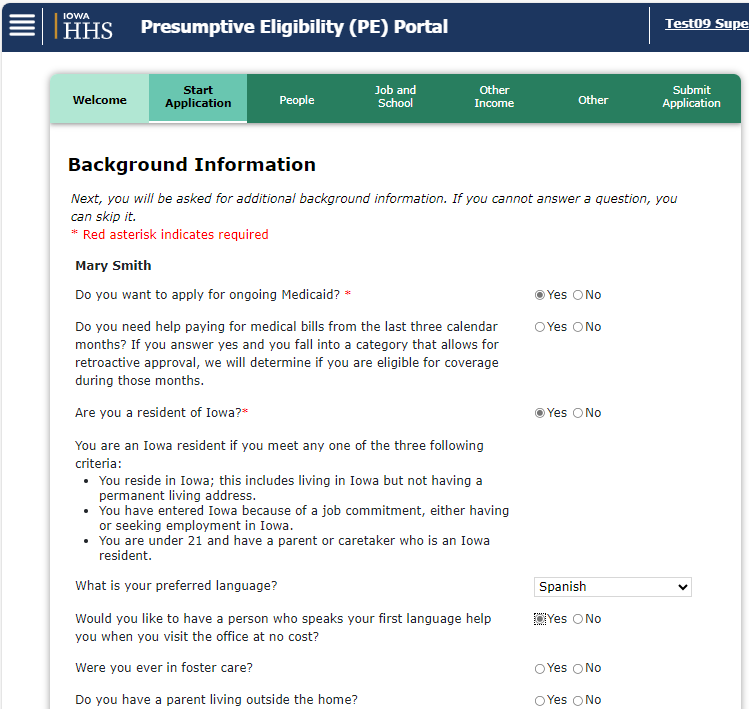 IOWA
HHS
Presumptive Eligibility (PE) Portal
Test09 Supe
Welcome
Start
Application
People
Job and
School
Other
Income
Other
Submit
Application
Background Information
Next, you will be asked for additional background information. If you cannot answer a question, you
can skip it.
* Red asterisk indicates required
Mary Smith
Do you want to apply for ongoing Medicaid? * Yes No
Do you need help paying for medical bills from the last three calendar Yes No
months? If you answer yes and you fall into a category that allows for
retroactive approval, we will determine if you are eligible for coverage
during those months.
Are you a resident of Iowa?* Yes No
You are an Iowa resident if you meet any one of the three following
criteria:
• You reside in Iowa; this includes living in Iowa but not having a
permanent living address.
• You have entered Iowa because of a job commitment, either having
or seeking employment in Iowa.
• You are under 21 and have a parent or caretaker who is an Iowa
resident.
What is your preferred language? Spanish
Would you like to have a person who speaks your first language help Yes No
you when you visit the office at no cost?
Were you ever in foster care? Yes No
Do you have a parent living outside the home? Yes No